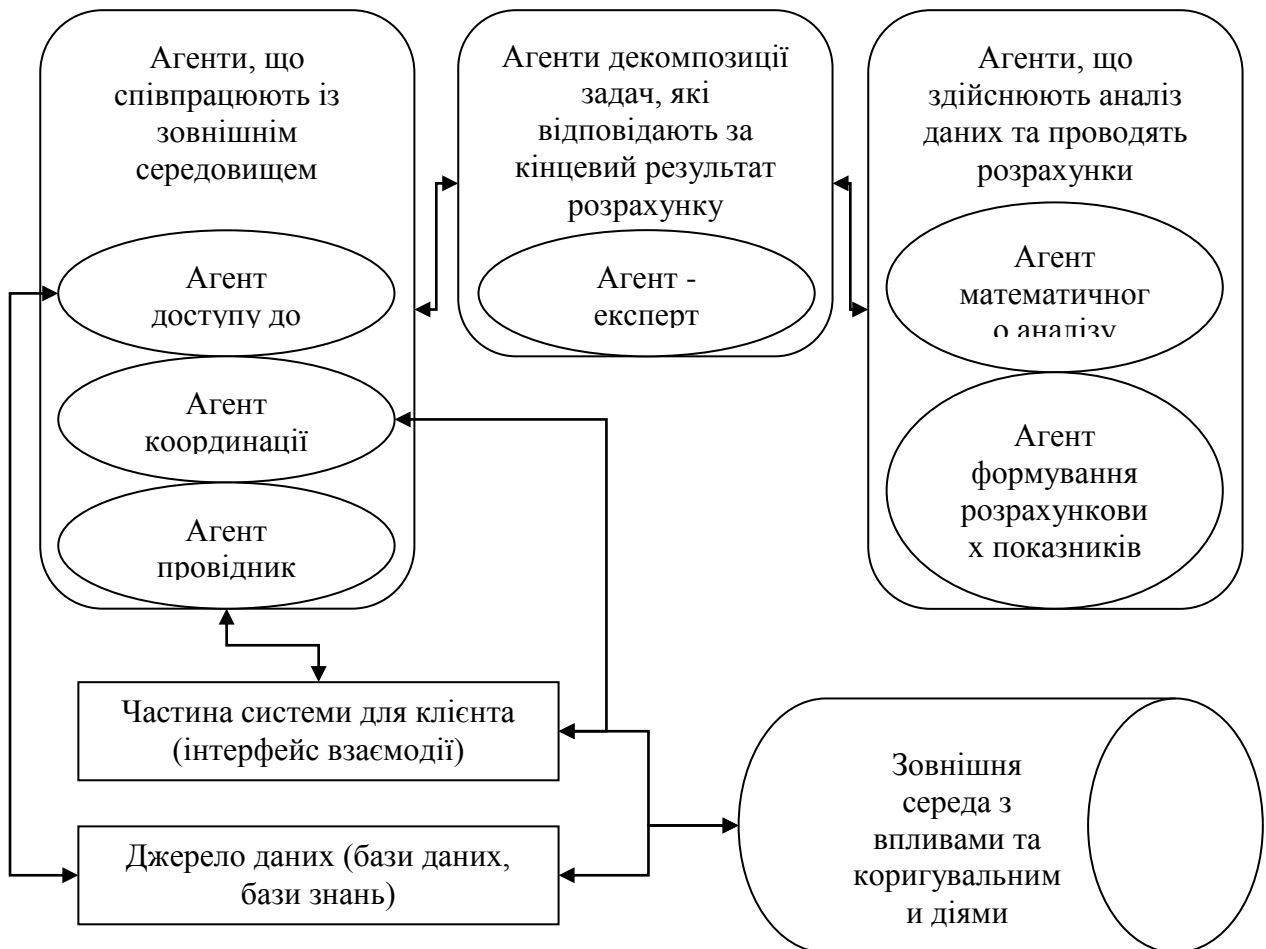 Агенти, що
співпрацюють із
зовнішнім
середовищем
Агент
доступу до
Агент
координації
Агент
провідник
Агенти декомпозиції
задач, які
відповідають за
кінцевий результат
розрахунку
Агент -
експерт
Агенти, що
здійснюють аналіз
даних та проводять
розрахунки
Агент
математичног
о аналізу
Агент
формування
розрахункови
х показників
Частина системи для клієнта
(інтерфейс взаємодії)
Джерело даних (бази даних,
бази знань)
Зовнішня
середа з
впливами та
коригувальним
и діями